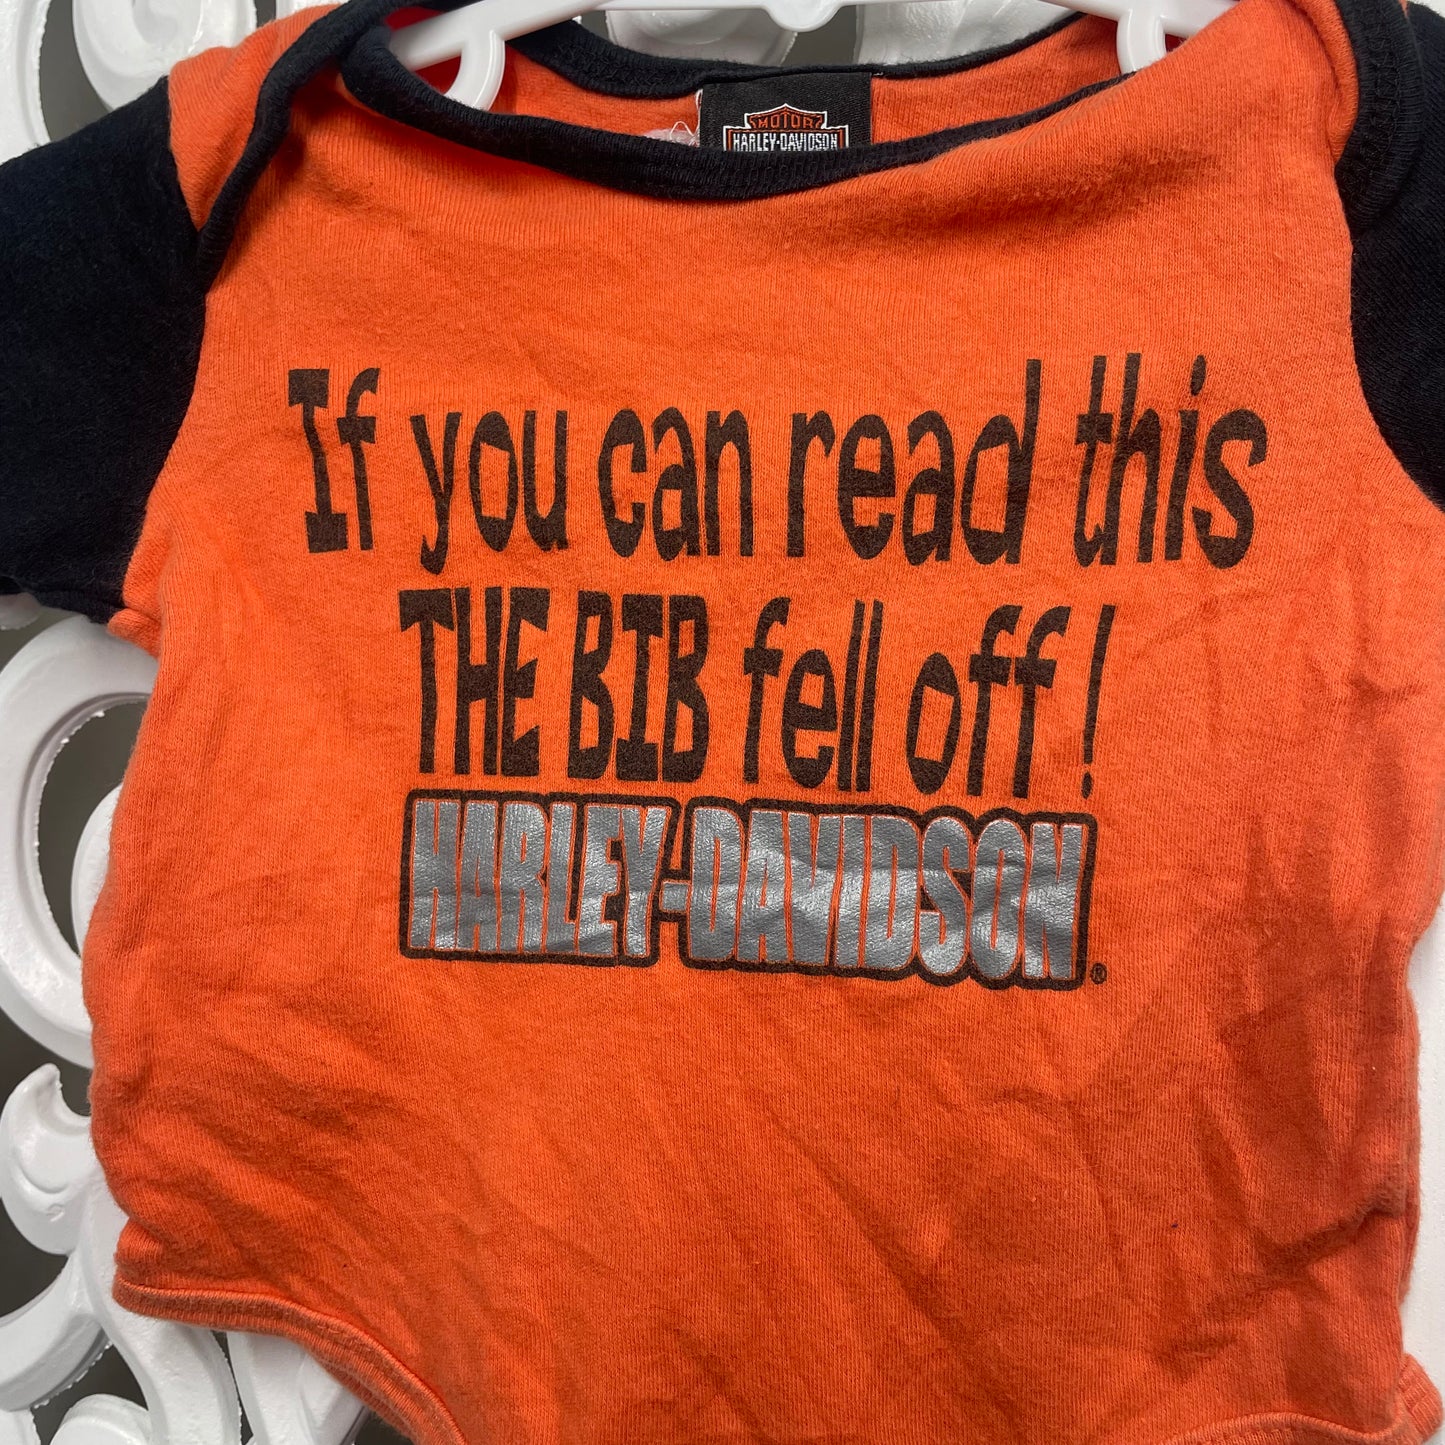 MOTOR
HARLEY-DAVIDSON
If you can read this
THE BIB fell off!
HARLEY-DAVIDSON®